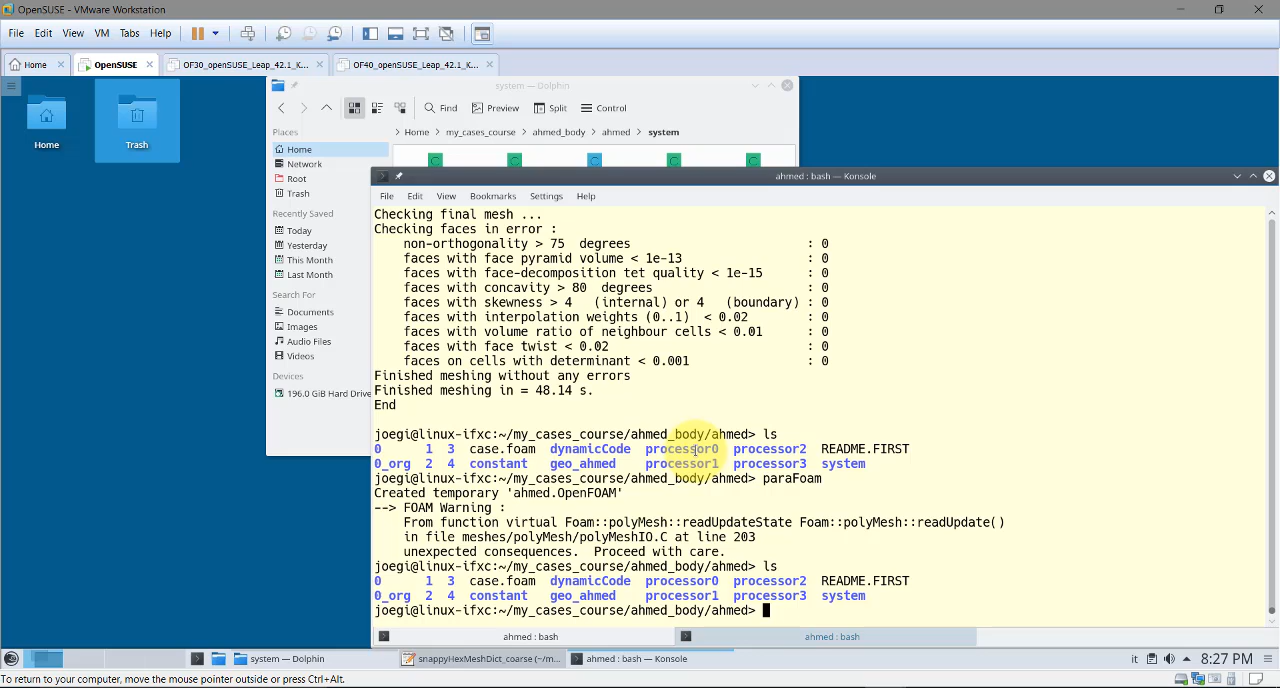 OpenSUSE - VMware Workstation
File Edit View VM Tabs Help
Home OpenSUSE OF30_openSUSE_Leap_42.1_K... OF40_openSUSE_Leap_42.1_K...
Home
Trash
system — Dolphin
Find Preview Split Control
Places
> Home > my_cases_course > ahmed_body > ahmed > system
Home
Network
Root
Trash
Recently Saved
Today
Yesterday
This Month
Last Month
Search For
Documents
Images
Audio Files
Videos
Devices
196.0 GiB Hard Drive
ahmed : bash — Konsole
File Edit View Bookmarks Settings Help
Checking final mesh ...
Checking faces in error :
non-orthogonality > 75 degrees : 0
faces with face pyramid volume < 1e-13 : 0
faces with face-decomposition tet quality < 1e-15 : 0
faces with concavity > 80 degrees : 0
faces with skewness > 4 (internal) or 4 (boundary) : 0
faces with interpolation weights (0..1) < 0.02 : 0
faces with volume ratio of neighbour cells < 0.01 : 0
faces with face twist < 0.02 : 0
faces on cells with determinant < 0.001 : 0
Finished meshing without any errors
Finished meshing in = 48.14 s.
End
joegi@linux-ifxc:~/my_cases_course/ahmed_body/ahmed> ls
0 1 3 case.foam dynamicCode processor0 processor2 README.FIRST
0_org 2 4 constant geo_ahmed processor1 processor3 system
joegi@linux-ifxc:~/my_cases_course/ahmed_body/ahmed> paraFoam
Created temporary 'ahmed.OpenFOAM'
--> FOAM Warning :
From function virtual Foam::polyMesh::readUpdateState Foam::polyMesh::readUpdate()
in file meshes/polyMesh/polyMeshIO.C at line 203
unexpected consequences. Proceed with care.
joegi@linux-ifxc:~/my_cases_course/ahmed_body/ahmed> ls
0 1 3 case.foam dynamicCode processor0 processor2 README.FIRST
0_org 2 4 constant geo_ahmed processor1 processor3 system
joegi@linux-ifxc:~/my_cases_course/ahmed_body/ahmed>
ahmed : bash ahmed : bash
system — Dolphin snappyHexMeshDict_coarse (~/m... ahmed : bash — Konsole it 8:27 PM
To return to your computer, move the mouse pointer outside or press Ctrl+Alt.